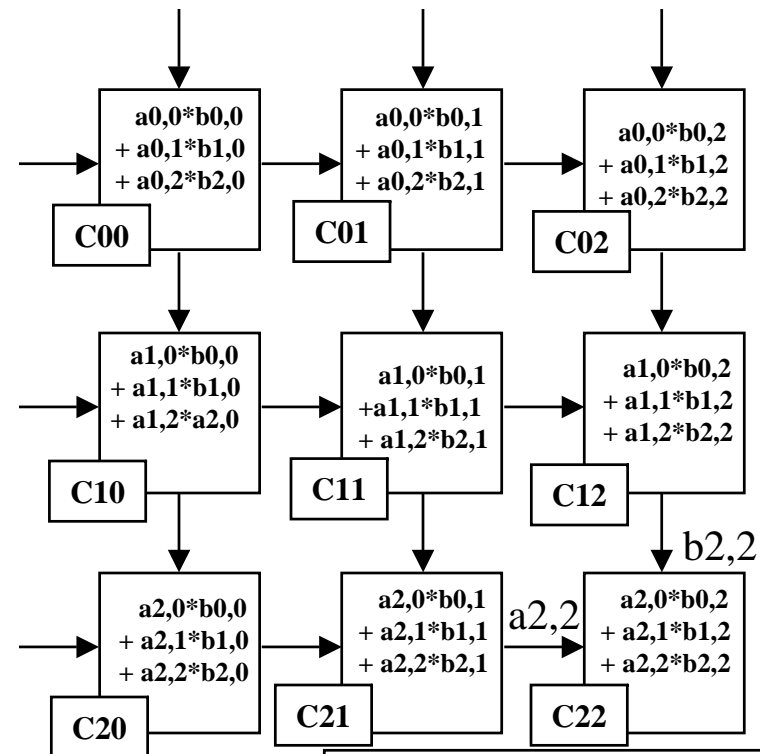 a0,0*b0,0
+ a0,1*b1,0
+ a0,2*b2,0
C00
a0,0*b0,1
+ a0,1*b1,1
+ a0,2*b2,1
C01
a0,0*b0,2
+ a0,1*b1,2
+ a0,2*b2,2
C02
a1,0*b0,0
+ a1,1*b1,0
+ a1,2*a2,0
C10
a1,0*b0,1
+a1,1*b1,1
+ a1,2*b2,1
C11
a1,0*b0,2
+ a1,1*b1,2
+ a1,2*b2,2
C12
b2,2
a2,0*b0,0
+ a2,1*b1,0
+ a2,2*b2,0
C20
a2,0*b0,1
+ a2,1*b1,1
+ a2,2*b2,1
C21
a2,2
a2,0*b0,2
+ a2,1*b1,2
+ a2,2*b2,2
C22